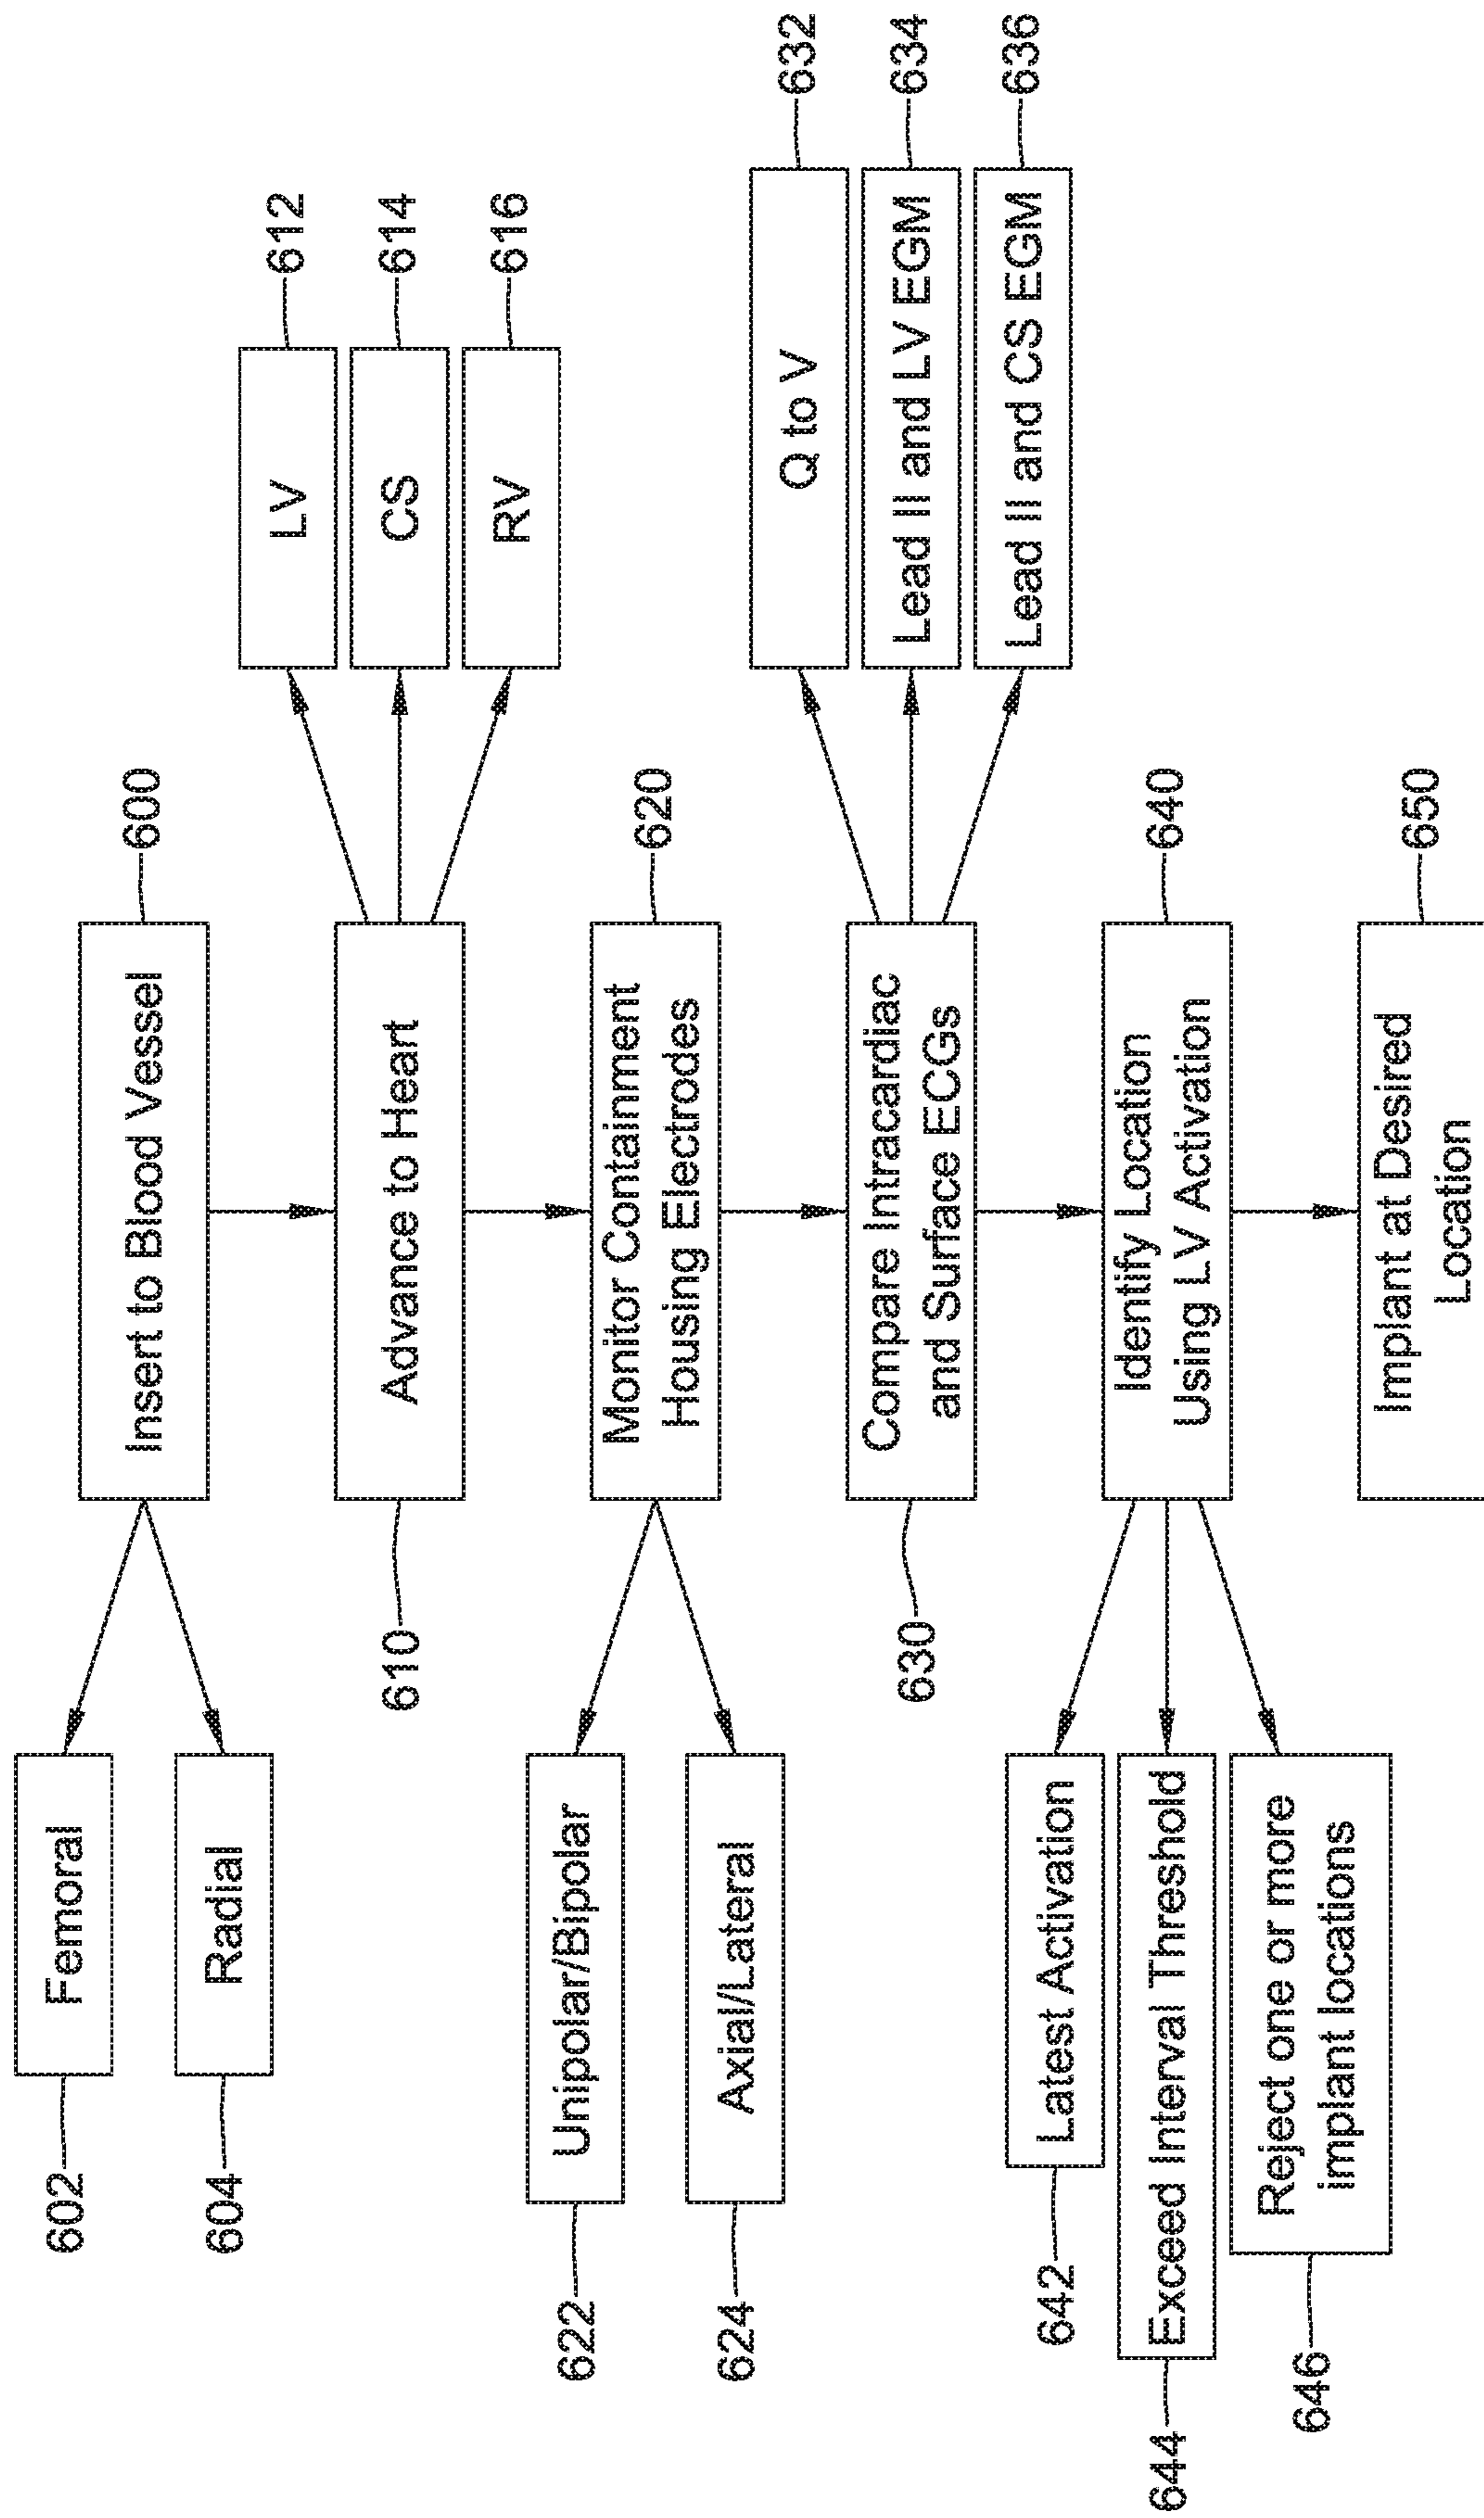 602
Femoral
604
Radial
Insert to Blood Vessel
600
610
Advance to Heart
LV
612
CS
614
RV
616
622
Unipolar/Bipolar
624
Axial/Lateral
Monitor Containment
Housing Electrodes
620
630
Compare Intracardiac
and Surface ECGs
Q to V
632
Lead III and LV EGM
634
Lead II and CS EGM
636
642
Latest Activation
644
Exceed Interval Threshold
646
Reject one or more
implant locations
Identify Location
Using LV Activation
640
Implant at Desired
Location
650